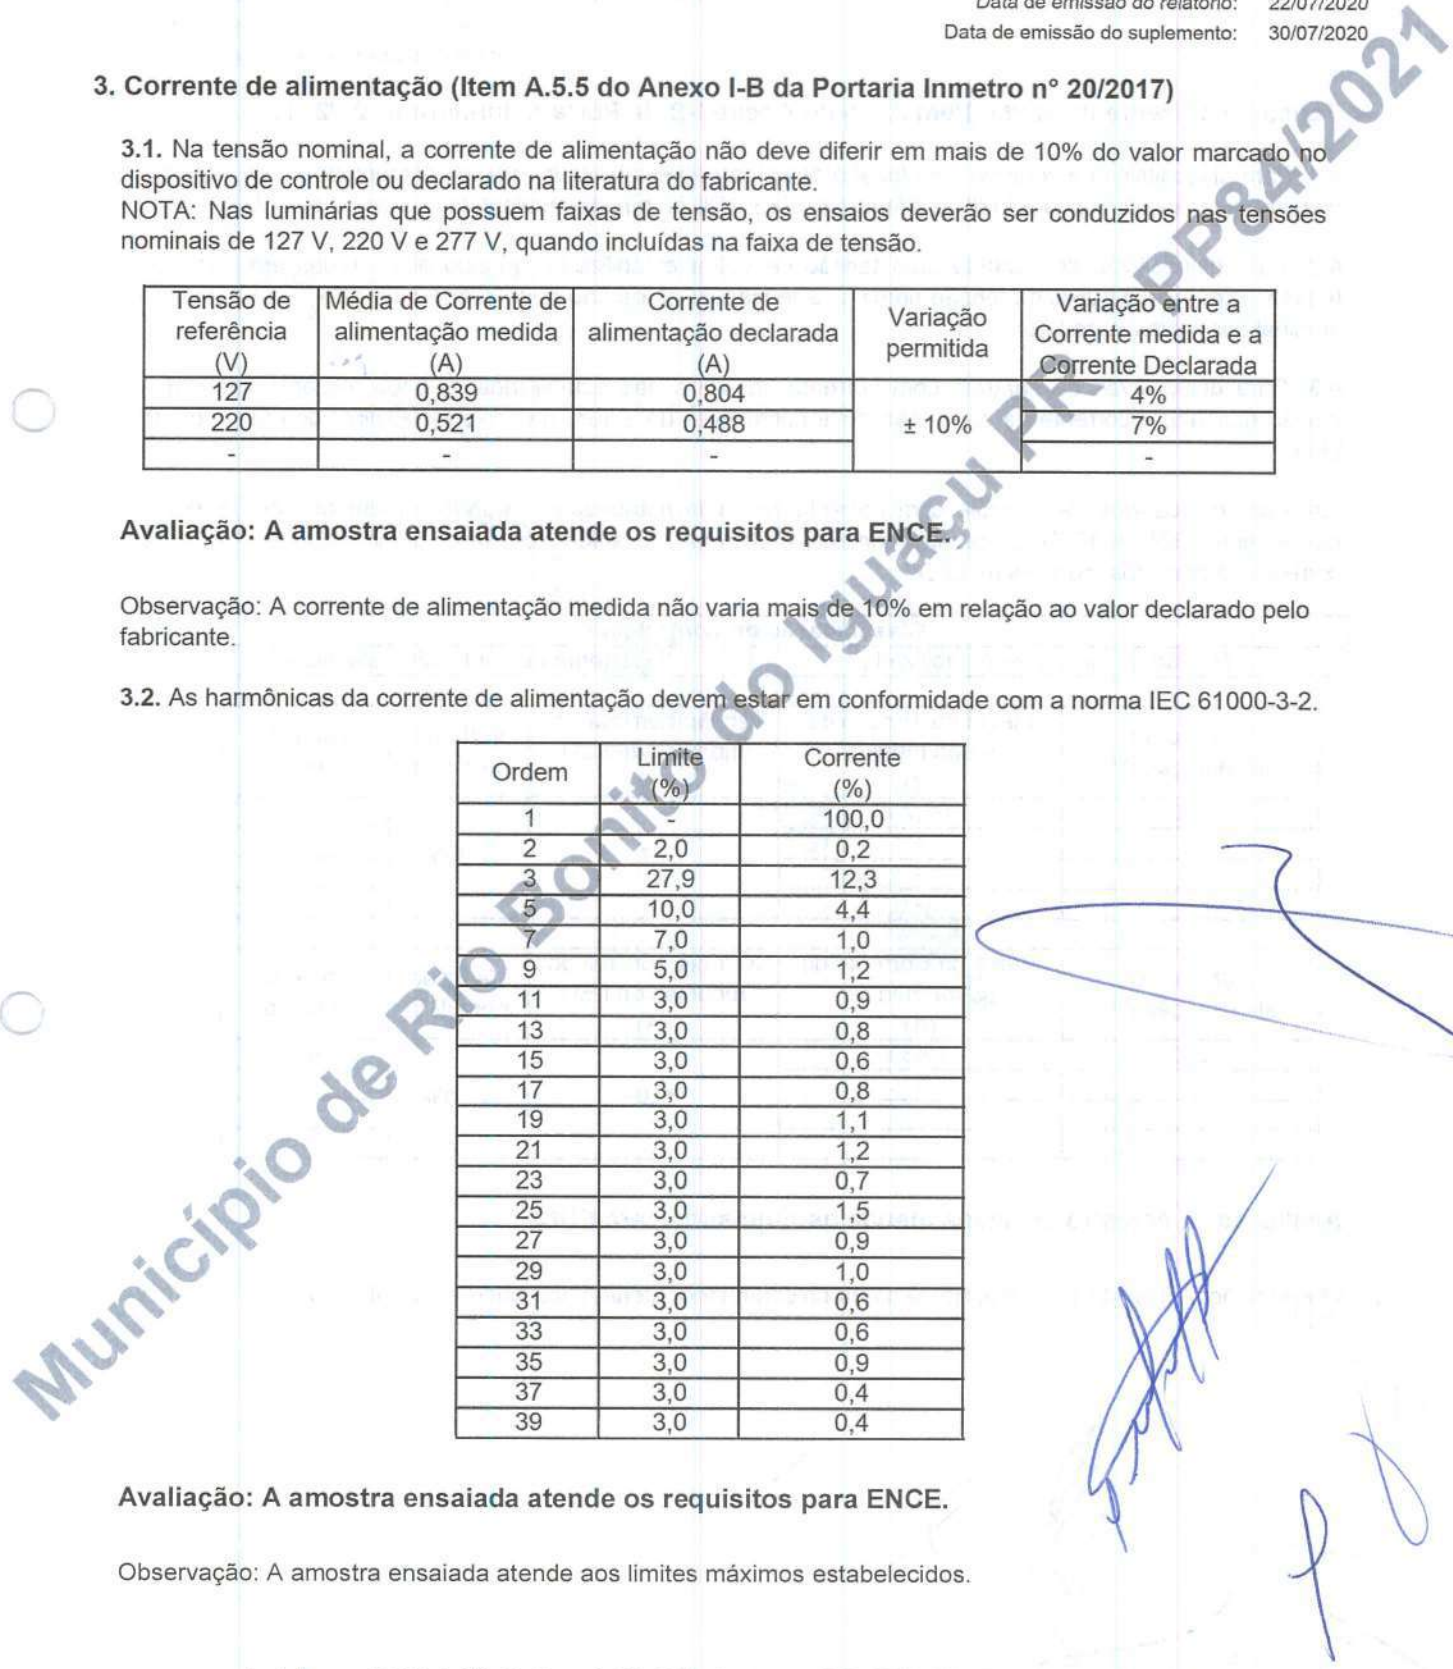 Data de emissão do relatório: 22/07/2020
Data de emissão do suplemento: 30/07/2020
3. Corrente de alimentação (Item A.5.5 do Anexo I-B da Portaria Inmetro n° 20/2017)
3.1. Na tensão nominal, a corrente de alimentação não deve diferir em mais de 10% do valor marcado no
dispositivo de controle ou declarado na literatura do fabricante.
NOTA: Nas luminárias que possuem faixas de tensão, os ensaios deverão ser conduzidos nas tensões
nominais de 127 V, 220 V e 277 V, quando incluídas na faixa de tensão.
Tensão de referência (V) Média de Corrente de alimentação medida (A) Corrente de alimentação declarada (A) Variação permitida Variação entre a Corrente medida e a Corrente Declarada
127 0,839 0,804 4%
220 0,521 0,488 ± 10% 7%
- - - -
Avaliação: A amostra ensaiada atende os requisitos para ENCE.
Observação: A corrente de alimentação medida não varia mais de 10% em relação ao valor declarado pelo
fabricante.
3.2. As harmônicas da corrente de alimentação devem estar em conformidade com a norma IEC 61000-3-2.
Ordem Limite (%) Corrente (%)
1 - 100,0
2 2,0 0,2
3 27,9 12,3
5 10,0 4,4
7 7,0 1,0
9 5,0 1,2
11 3,0 0,9
13 3,0 0,8
15 3,0 0,6
17 3,0 0,8
19 3,0 1,1
21 3,0 1,2
23 3,0 0,7
25 3,0 1,5
27 3,0 0,9
29 3,0 1,0
31 3,0 0,6
33 3,0 0,6
35 3,0 0,9
37 3,0 0,4
39 3,0 0,4
Avaliação: A amostra ensaiada atende os requisitos para ENCE.
Observação: A amostra ensaiada atende aos limites máximos estabelecidos.
Município de Rio Bonito do Iguaçu PR PP84/2021